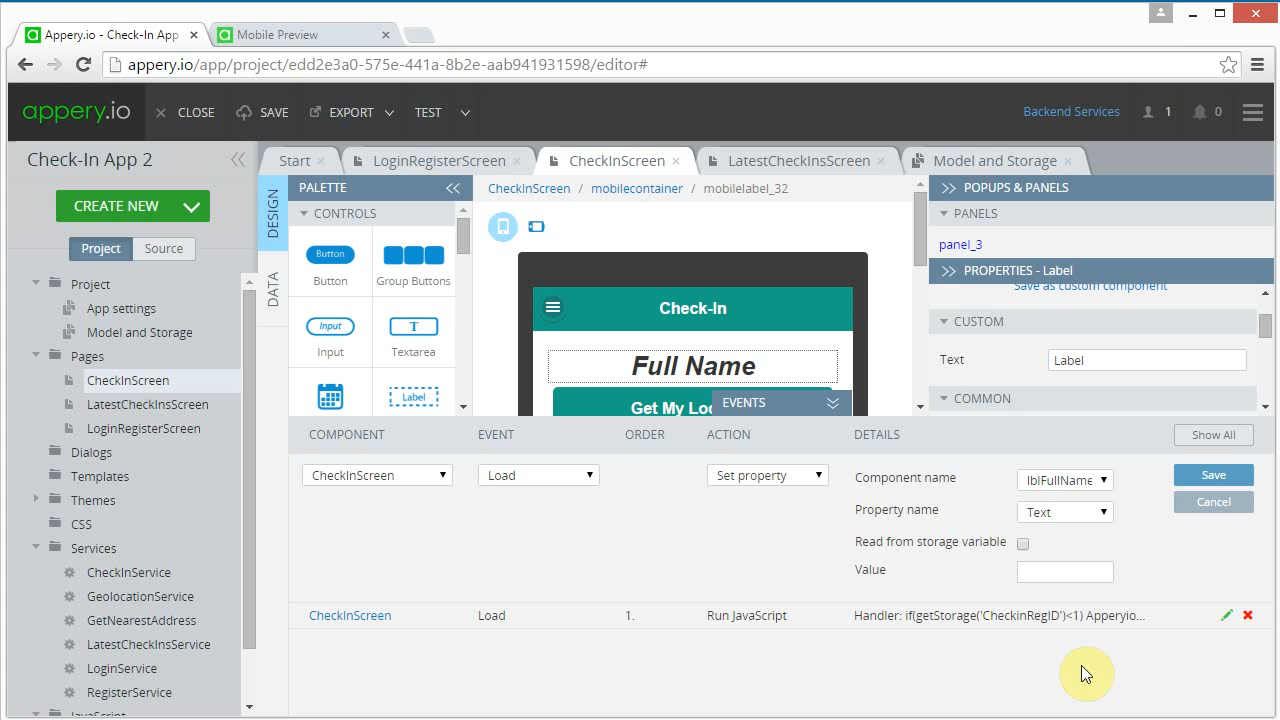 Appery.io - Check-In App
Mobile Preview
appery.io/app/project/edd2e3a0-575e-441a-8b2e-aab941931598/editor#
appery.io
CLOSE
SAVE
EXPORT
TEST
Backend Services
1
0
Check-In App 2
Start
LoginRegisterScreen
CheckInScreen
LatestCheckInsScreen
Model and Storage
CREATE NEW
Project
Source
Project
App settings
Model and Storage
Pages
CheckInScreen
LatestCheckInsScreen
LoginRegisterScreen
Dialogs
Templates
Themes
CSS
Services
CheckInService
GeolocationService
GetNearestAddress
LatestCheckInsService
LoginService
RegisterService
JavaScript
DESIGN
DATA
PALETTE
CONTROLS
Button
Button
Group Buttons
Input
Input
T
Textarea
Label
CheckInScreen / mobilecontainer / mobilelabel_32
Check-In
Full Name
Get My Loc
EVENTS
POPUPS & PANELS
PANELS
panel_3
PROPERTIES - Label
Save as custom component
CUSTOM
Text
Label
COMMON
COMPONENT EVENT ORDER ACTION DETAILS
Show All
CheckInScreen
Load
Set property
Component name
lblFullName
Save
Property name
Text
Cancel
Read from storage variable
Value
CheckInScreen Load 1. Run JavaScript Handler: if(getStorage('CheckinRegID')<1) Apperyio...